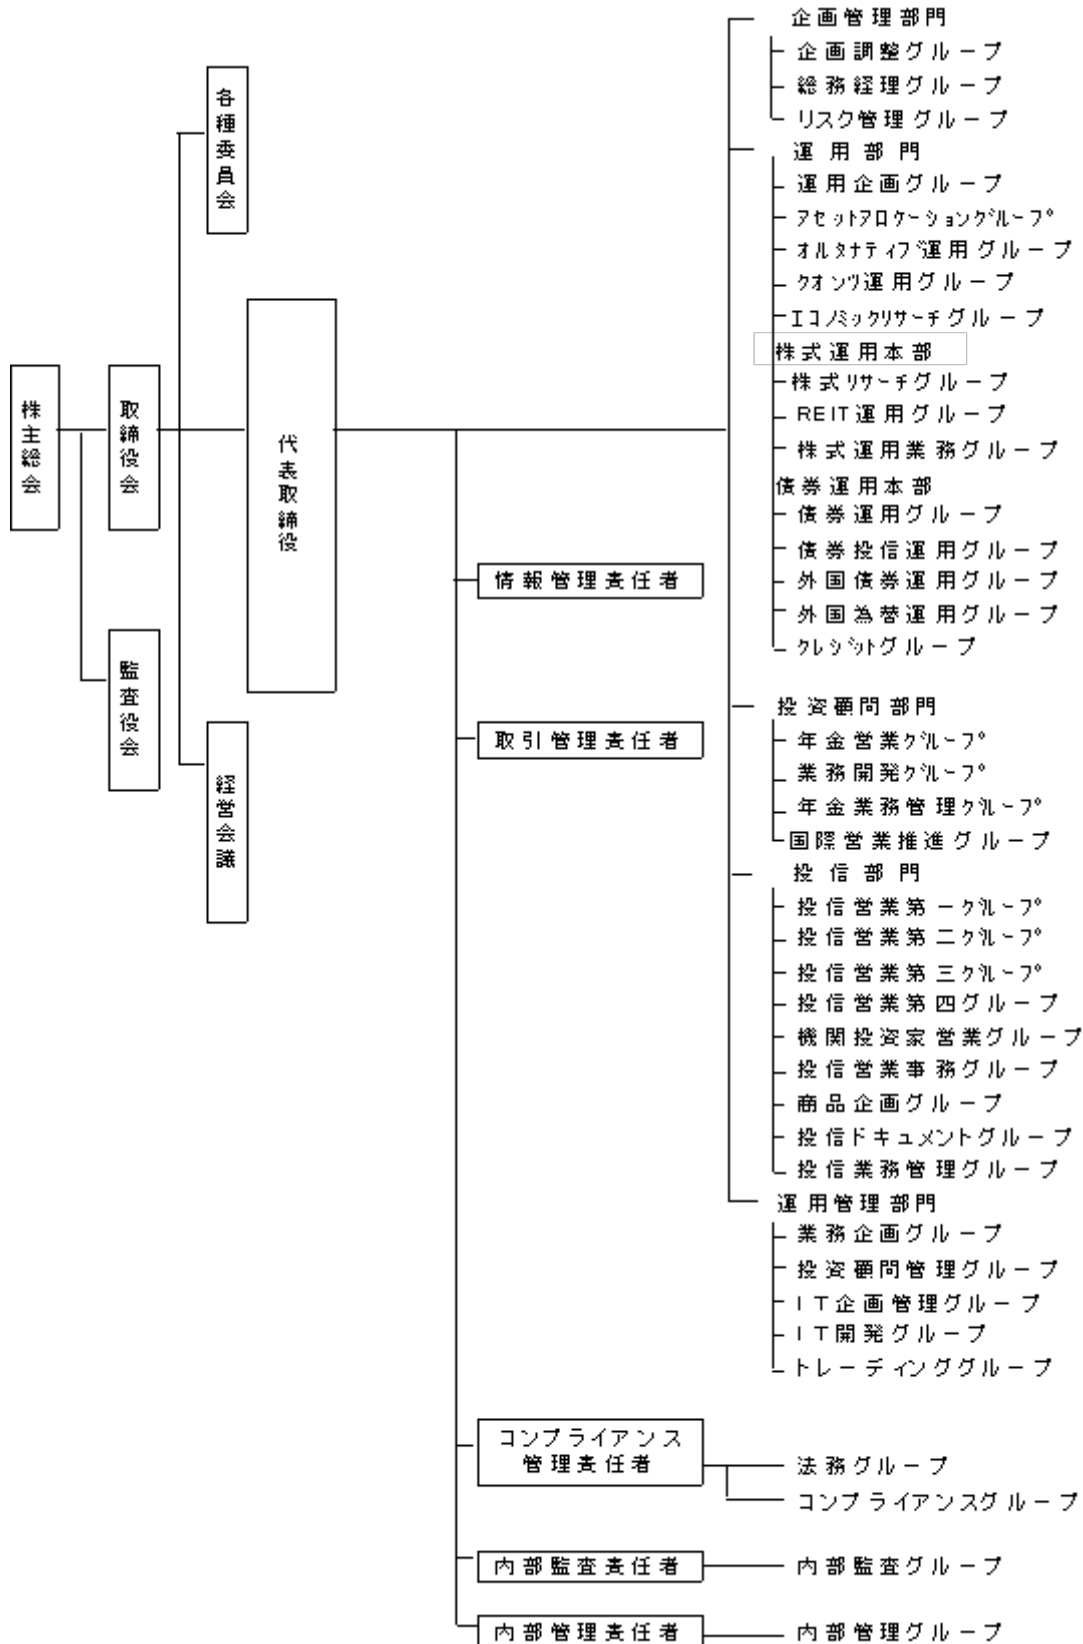 株主総会
取締役会
監査役会
各種委員会
経営会議
代表取締役
企画管理部門
企画調整グループ
総務経理グループ
リスク管理グループ
運用部門
運用企画グループ
アセットアロケーショングループ
オルタナティブ運用グループ
クオンツ運用グループ
エコノミックリサーチグループ
株式運用本部
株式リサーチグループ
REIT運用グループ
株式運用業務グループ
債券運用本部
債券運用グループ
債券投信運用グループ
外国債券運用グループ
外国為替運用グループ
クレジットグループ
投資顧問部門
年金営業グループ
業務開発グループ
年金業務管理グループ
国際営業推進グループ
投信部門
投信営業第一グループ
投信営業第二グループ
投信営業第三グループ
投信営業第四グループ
機関投資家営業グループ
投信営業事務グループ
商品企画グループ
投信ドキュメントグループ
投信業務管理グループ
運用管理部門
業務企画グループ
投資顧問管理グループ
IT企画管理グループ
IT開発グループ
トレーディンググループ
情報管理責任者
取引管理責任者
コンプライアンス
管理責任者
法務グループ
コンプライアンスグループ
内部監査責任者
内部監査グループ
内部管理責任者
内部管理グループ